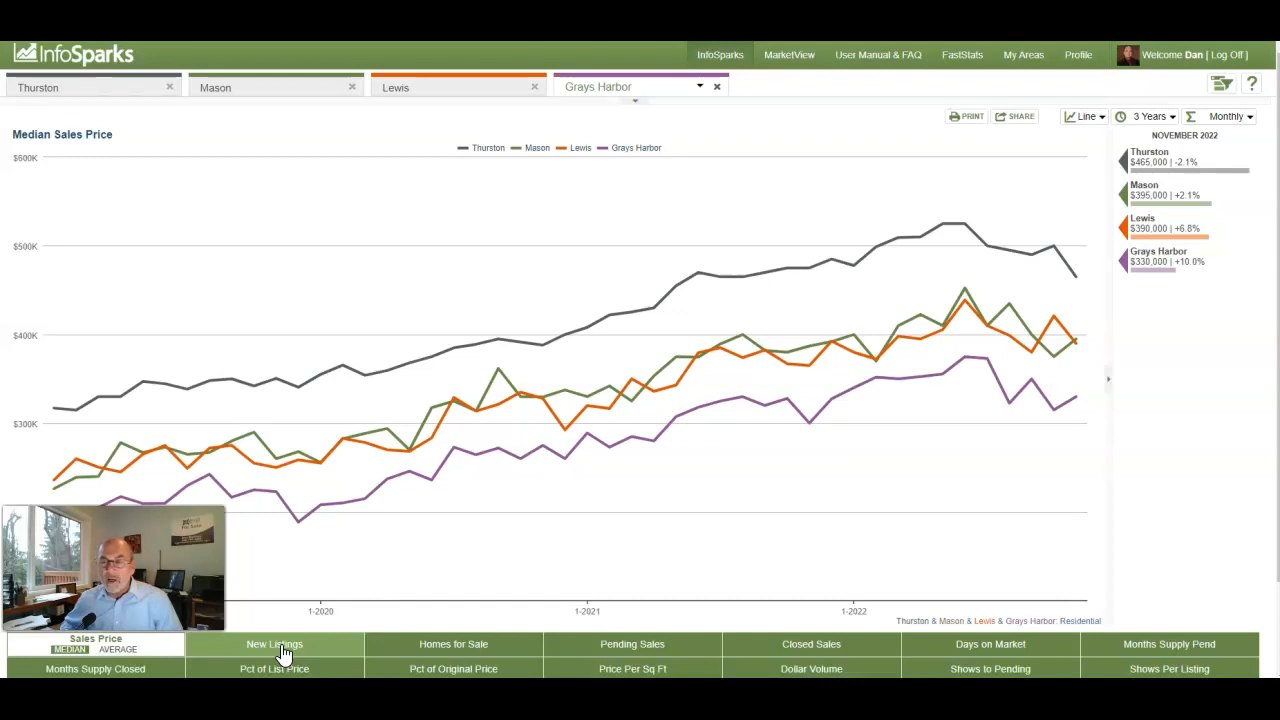 InfoSparks
InfoSparks MarketView User Manual & FAQ FastStats My Areas Profile Welcome Dan [ Log Off ]
Thurston × Mason × Lewis × Grays Harbor ×
?
PRINT SHARE Line 3 Years Σ Monthly
Median Sales Price
Thurston Mason Lewis Grays Harbor
$600K
$500K
$400K
$300K
1-2020 1-2021 1-2022
Thurston & Mason & Lewis & Grays Harbor: Residential
NOVEMBER 2022
Thurston
$465,000 | -2.1%
Mason
$395,000 | +2.1%
Lewis
$390,000 | +6.8%
Grays Harbor
$330,000 | +10.0%
Sales Price
MEDIAN AVERAGE
New Listings
Homes for Sale
Pending Sales
Closed Sales
Days on Market
Months Supply Pend
Months Supply Closed
Pct of List Price
Pct of Original Price
Price Per Sq Ft
Dollar Volume
Shows to Pending
Shows Per Listing